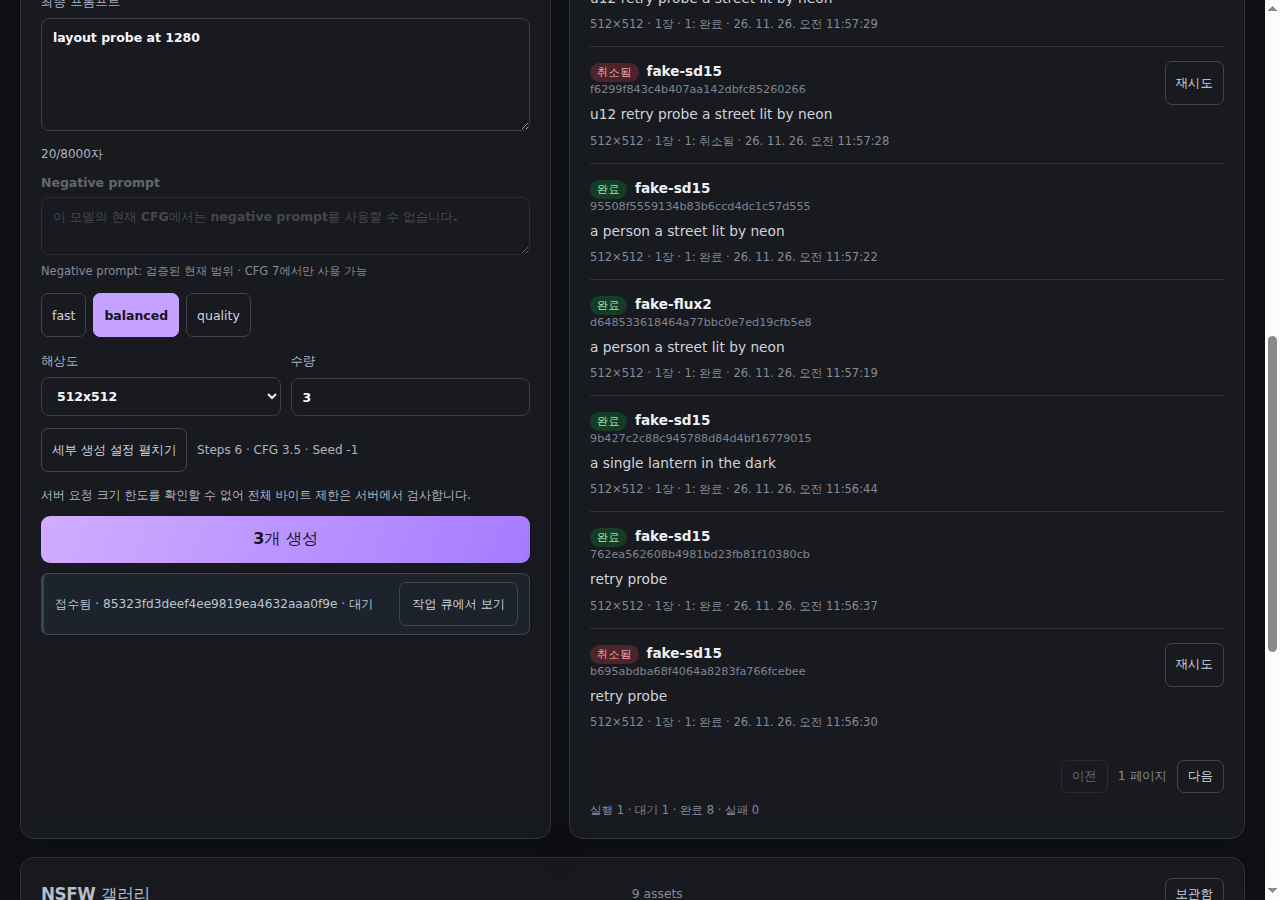 최종 프롬프트
layout probe at 1280
20/8000자
Negative prompt
이 모델의 현재 CFG에서는 negative prompt를 사용할 수 없습니다.
Negative prompt: 검증된 현재 범위 · CFG 7에서만 사용 가능
fast
balanced
quality
해상도
수량
512x512
3
세부 생성 설정 펼치기
Steps 6 · CFG 3.5 · Seed -1
서버 요청 크기 한도를 확인할 수 없어 전체 바이트 제한은 서버에서 검사합니다.
3개 생성
접수됨 · 85323fd3deef4ee9819ea4632aaa0f9e · 대기
작업 큐에서 보기
u12 retry probe a street lit by neon
512×512 · 1장 · 1: 완료 · 26. 11. 26. 오전 11:57:29
취소됨 fake-sd15
f6299f843c4b407aa142dbfc85260266
재시도
u12 retry probe a street lit by neon
512×512 · 1장 · 1: 취소됨 · 26. 11. 26. 오전 11:57:28
완료 fake-sd15
95508f5559134b83b6ccd4dc1c57d555
a person a street lit by neon
512×512 · 1장 · 1: 완료 · 26. 11. 26. 오전 11:57:22
완료 fake-flux2
d648533618464a77bbc0e7ed19cfb5e8
a person a street lit by neon
512×512 · 1장 · 1: 완료 · 26. 11. 26. 오전 11:57:19
완료 fake-sd15
9b427c2c88c945788d84d4bf16779015
a single lantern in the dark
512×512 · 1장 · 1: 완료 · 26. 11. 26. 오전 11:56:44
완료 fake-sd15
762ea562608b4981bd23fb81f10380cb
retry probe
512×512 · 1장 · 1: 완료 · 26. 11. 26. 오전 11:56:37
취소됨 fake-sd15
b695abdba68f4064a8283fa766fcebee
재시도
retry probe
512×512 · 1장 · 1: 완료 · 26. 11. 26. 오전 11:56:30
이전
1 페이지
다음
실행 1 · 대기 1 · 완료 8 · 실패 0
NSFW 갤러리
9 assets
보관함